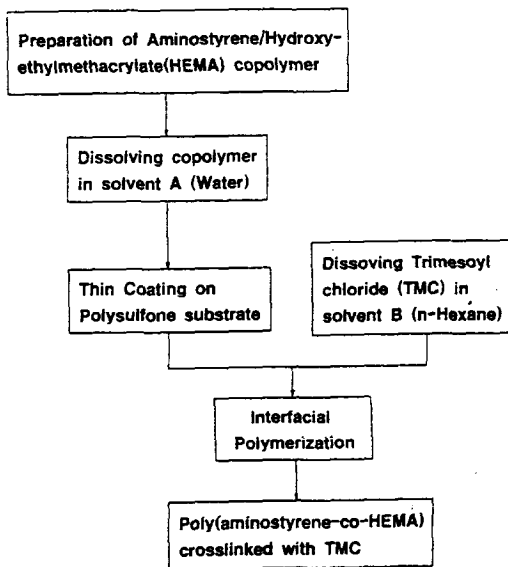 Preparation of Aminostyrene/Hydroxy-
ethylmethacrylate(HEMA) copolymer
Dissolving copolymer
in solvent A (Water)
Thin Coating on
Polysulfone substrate
Dissoving Trimesoyl
chloride (TMC) in
solvent B (n-Hexane)
Interfacial
Polymerization
Poly(aminostyrene-co-HEMA)
crosslinked with TMC